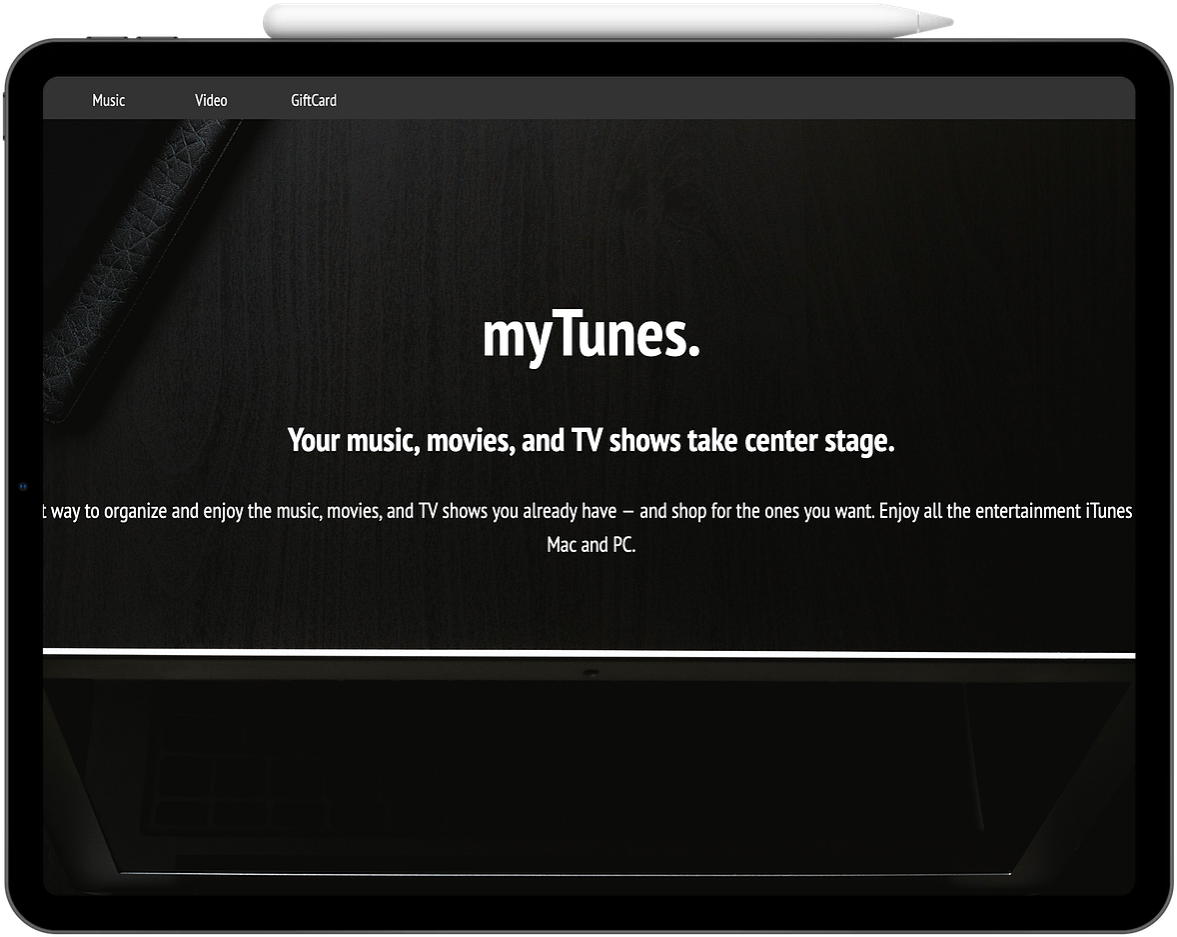 Music Video GiftCard
myTunes.
Your music, movies, and TV shows take center stage.
way to organize and enjoy the music, movies, and TV shows you already have — and shop for the ones you want. Enjoy all the entertainment iTunes
Mac and PC.